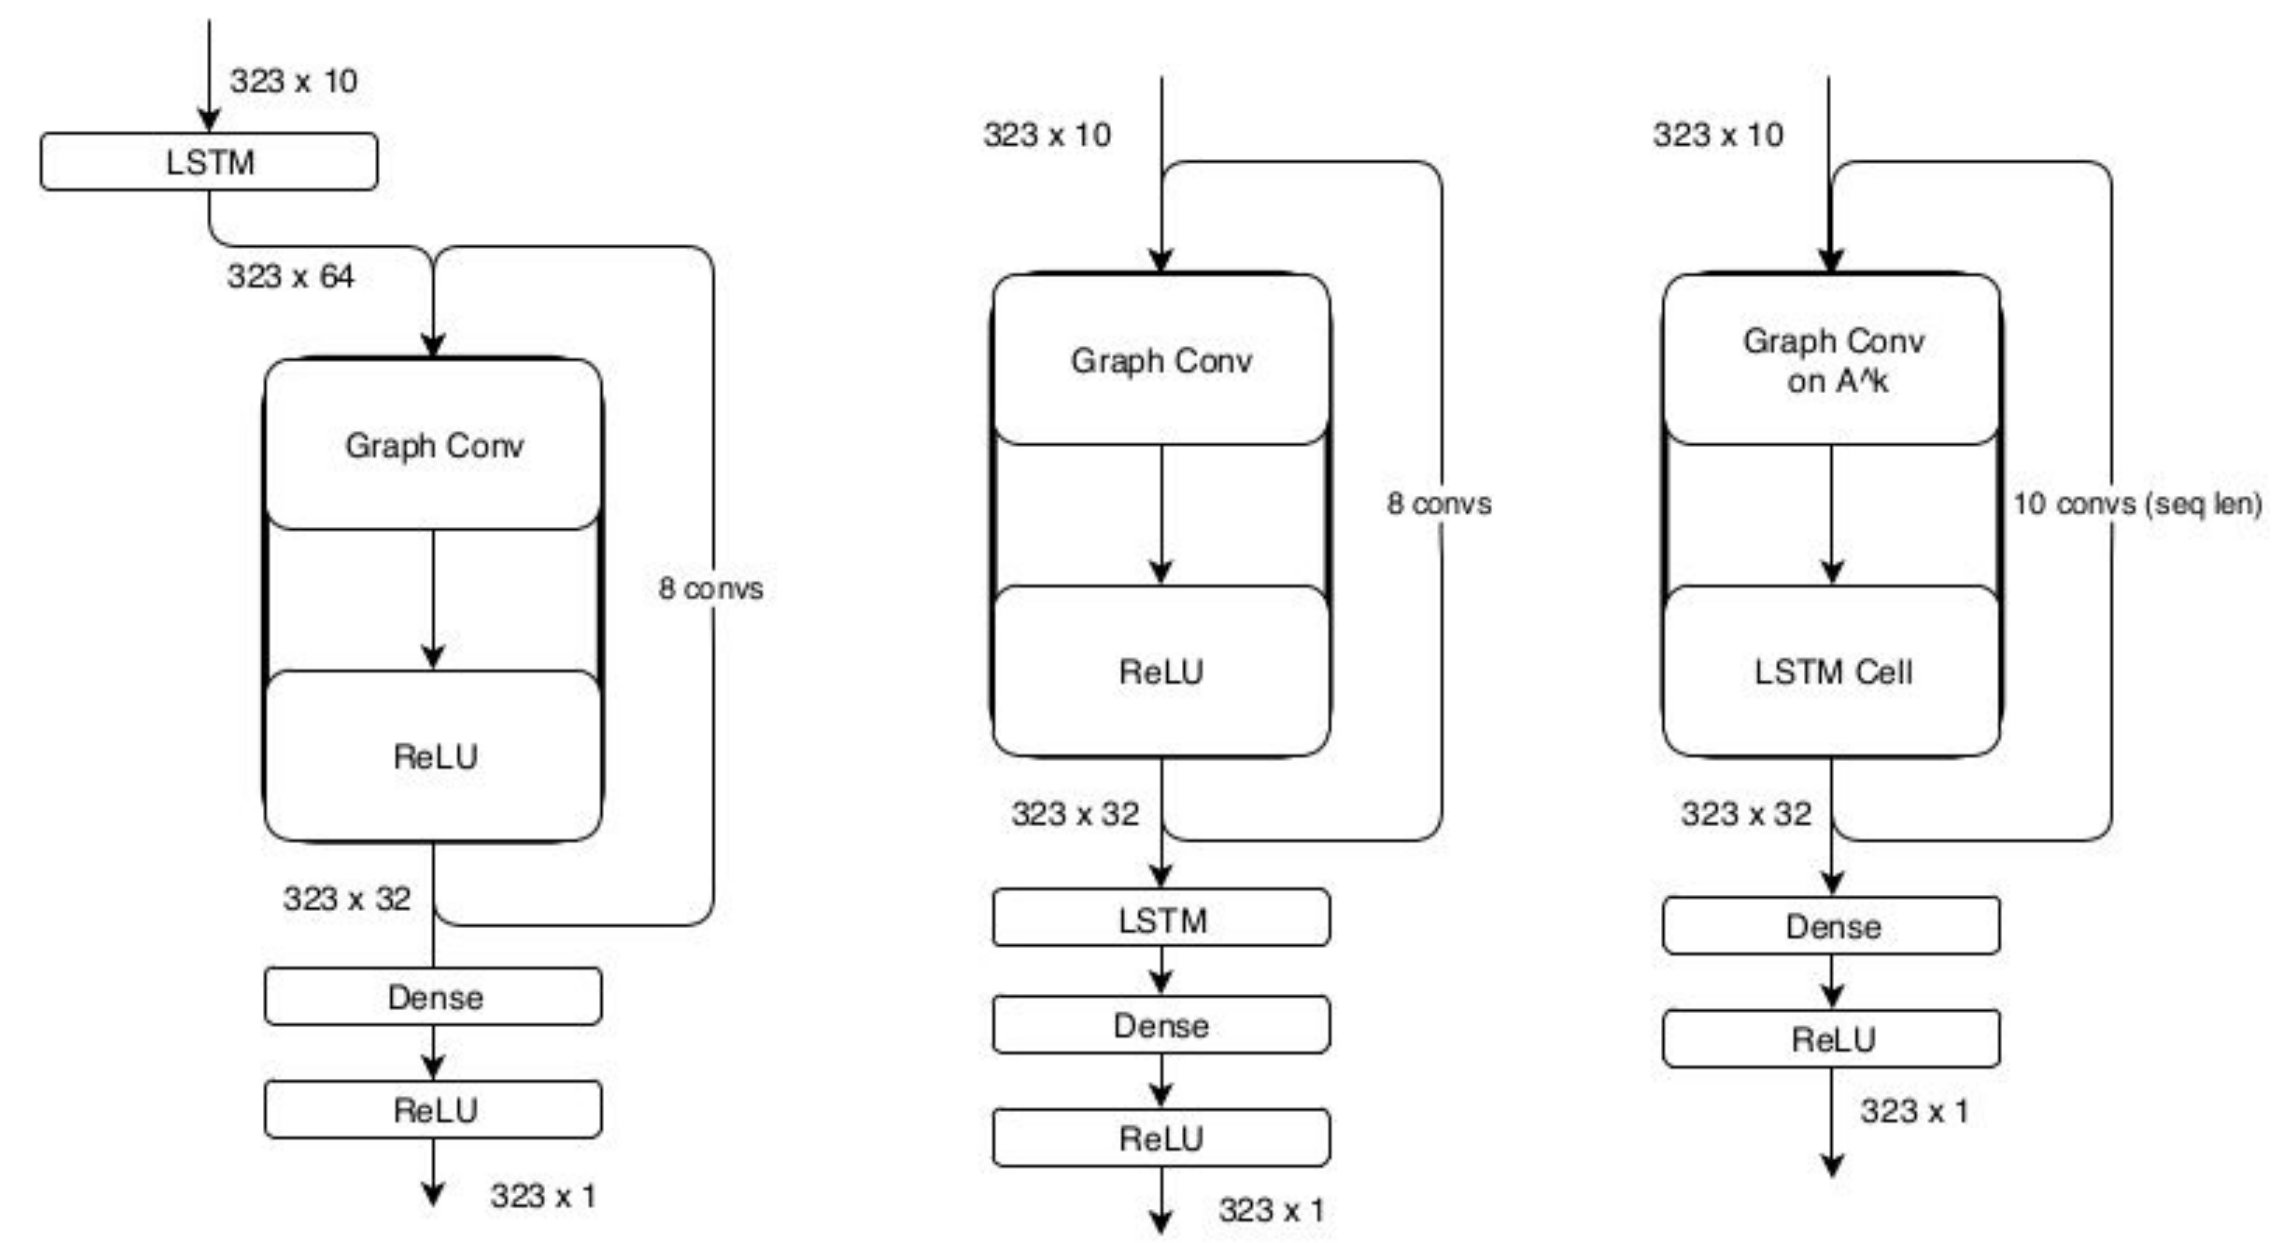 323 x 10
LSTM
323 x 64
Graph Conv
8 convs
ReLU
323 x 32
Dense
ReLU
323 x 1
323 x 10
Graph Conv
8 convs
ReLU
323 x 32
LSTM
Dense
ReLU
323 x 1
323 x 10
Graph Conv
on A^k
10 convs (seq len)
LSTM Cell
323 x 32
Dense
ReLU
323 x 1